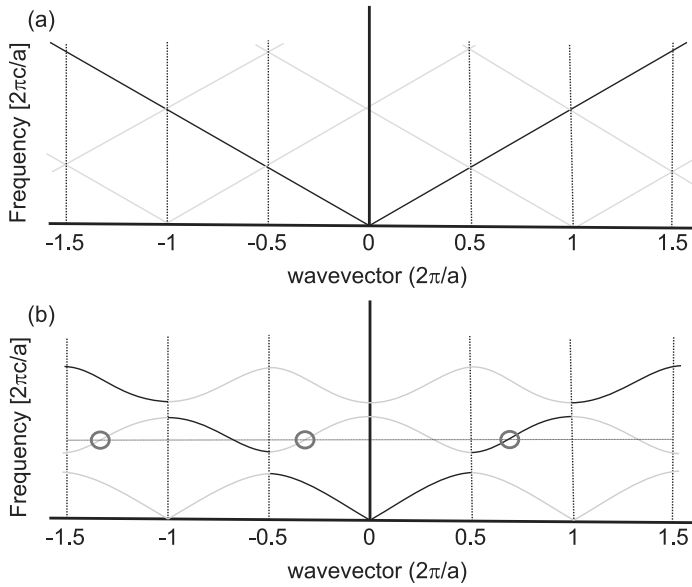 (a)
Frequency [2πc/a]
-1.5 -1 -0.5 0 0.5 1 1.5
wavevector (2π/a)
(b)
Frequency [2πc/a]
-1.5 -1 -0.5 0 0.5 1 1.5
wavevector (2π/a)